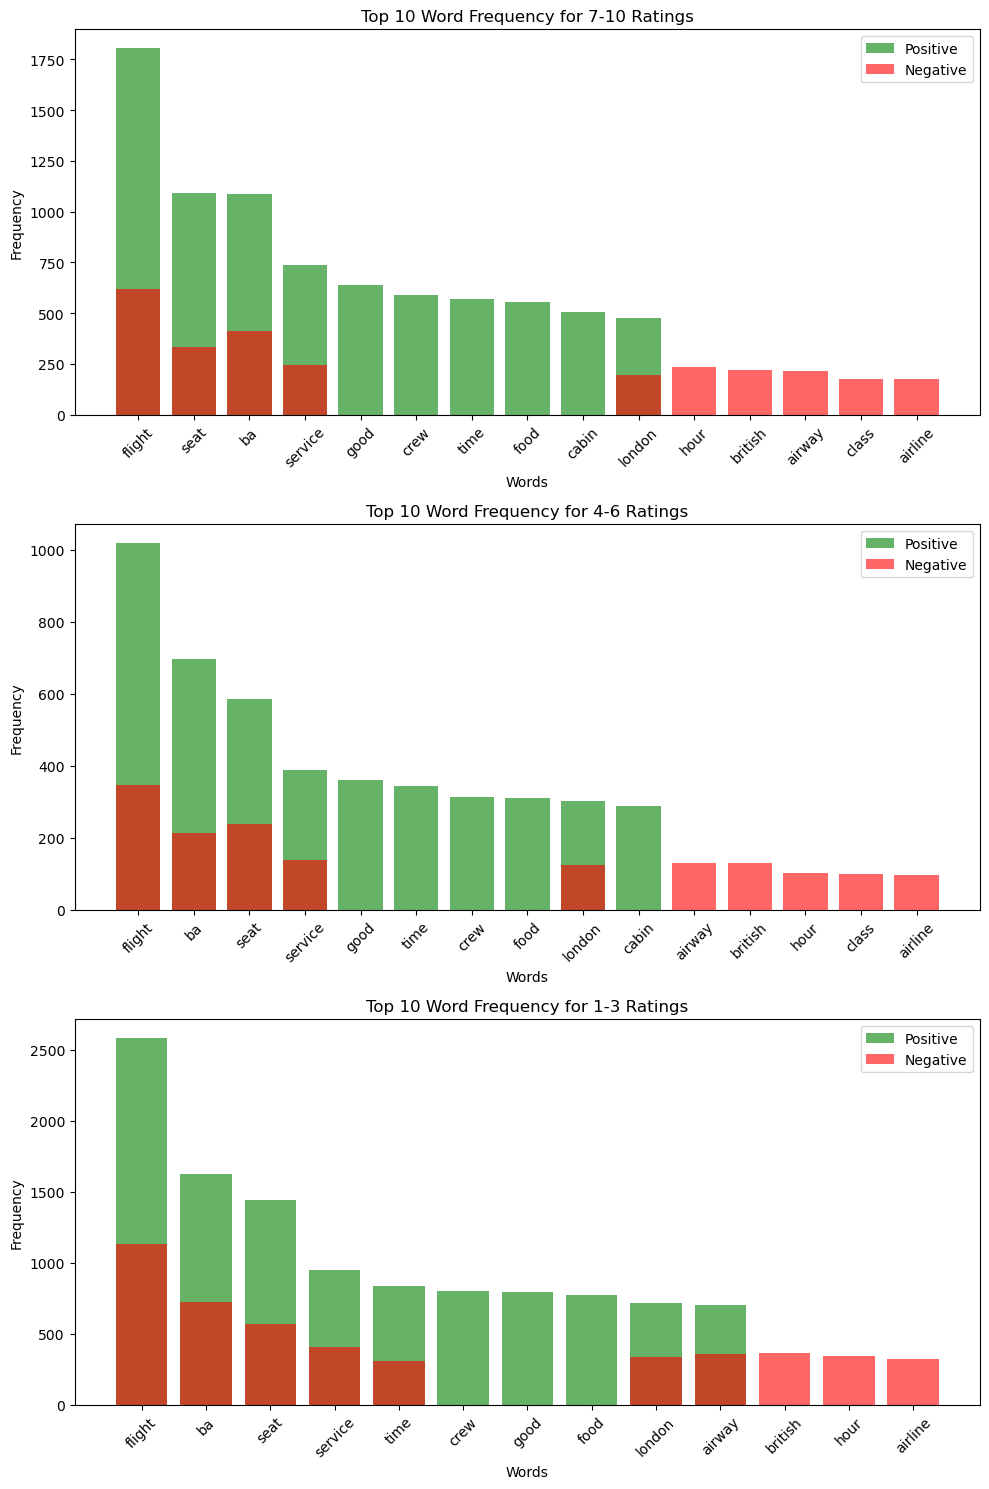 Top 10 Word Frequency for 7-10 Ratings
Positive
Negative
1750
1500
1250
1000
750
500
250
0
Frequency
flight seat ba service good crew time food cabin london hour british airway class airline
Words
Top 10 Word Frequency for 4-6 Ratings
Positive
Negative
1000
800
600
400
200
0
Frequency
flight ba seat service good time crew food london cabin airway british hour class airline
Words
Top 10 Word Frequency for 1-3 Ratings
Positive
Negative
2500
2000
1500
1000
500
0
Frequency
flight ba seat service time crew good food london airway british hour airline
Words